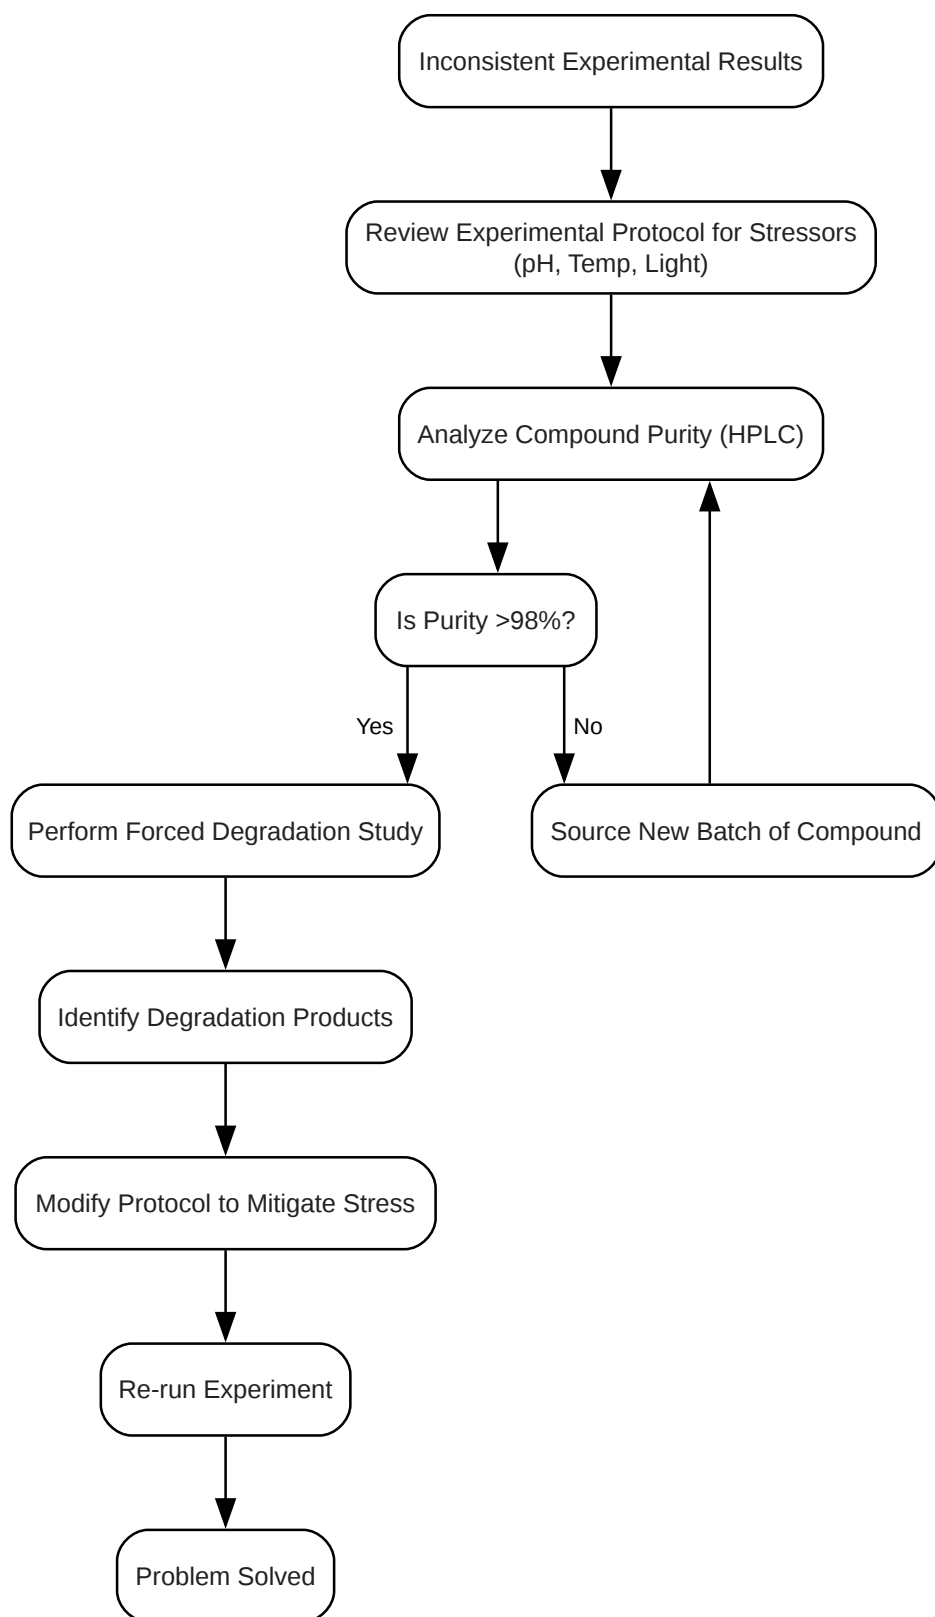 Inconsistent Experimental Results
Review Experimental Protocol for Stressors
(pH, Temp, Light)
Analyze Compound Purity (HPLC)
Is Purity >98%?
Yes
No
Perform Forced Degradation Study
Source New Batch of Compound
Identify Degradation Products
Modify Protocol to Mitigate Stress
Re-run Experiment
Problem Solved